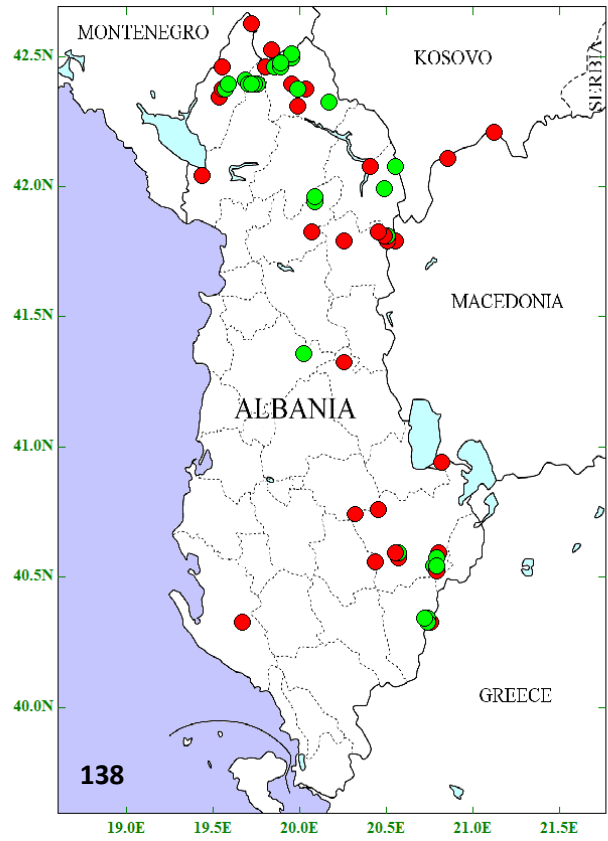 MONTENEGRO
KOSOVO
SERBIA
42.5N
42.0N
41.5N
MACEDONIA
ALBANIA
41.0N
40.5N
40.0N
GREECE
138
19.0E 19.5E 20.0E 20.5E 21.0E 21.5E